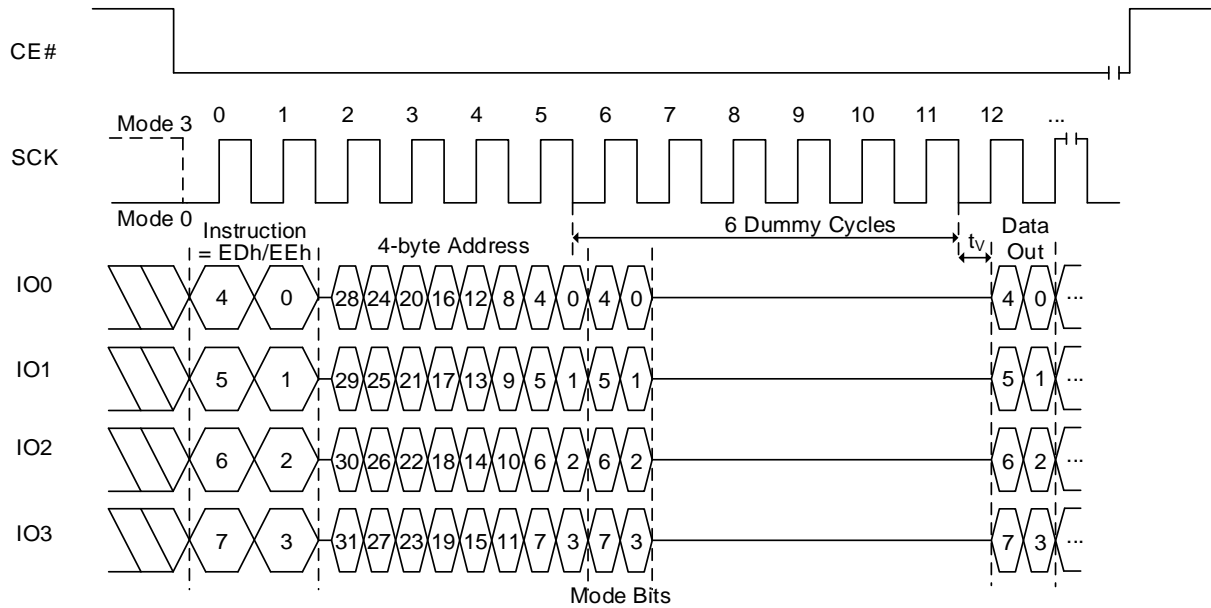 CE#
0 1 2 3 4 5 6 7 8 9 10 11 12 ...
Mode 3
SCK
Mode 0
Instruction
= EDh/EEh
4-byte Address
6 Dummy Cycles
tV
Data
Out
IO0
4 0 28 24 20 16 12 8 4 0 4 0 4 0 ...
IO1
5 1 29 25 21 17 13 9 5 1 5 1 5 1 ...
IO2
6 2 30 26 22 18 14 10 6 2 6 2 6 2 ...
IO3
7 3 31 27 23 19 15 11 7 3 7 3 7 3 ...
Mode Bits